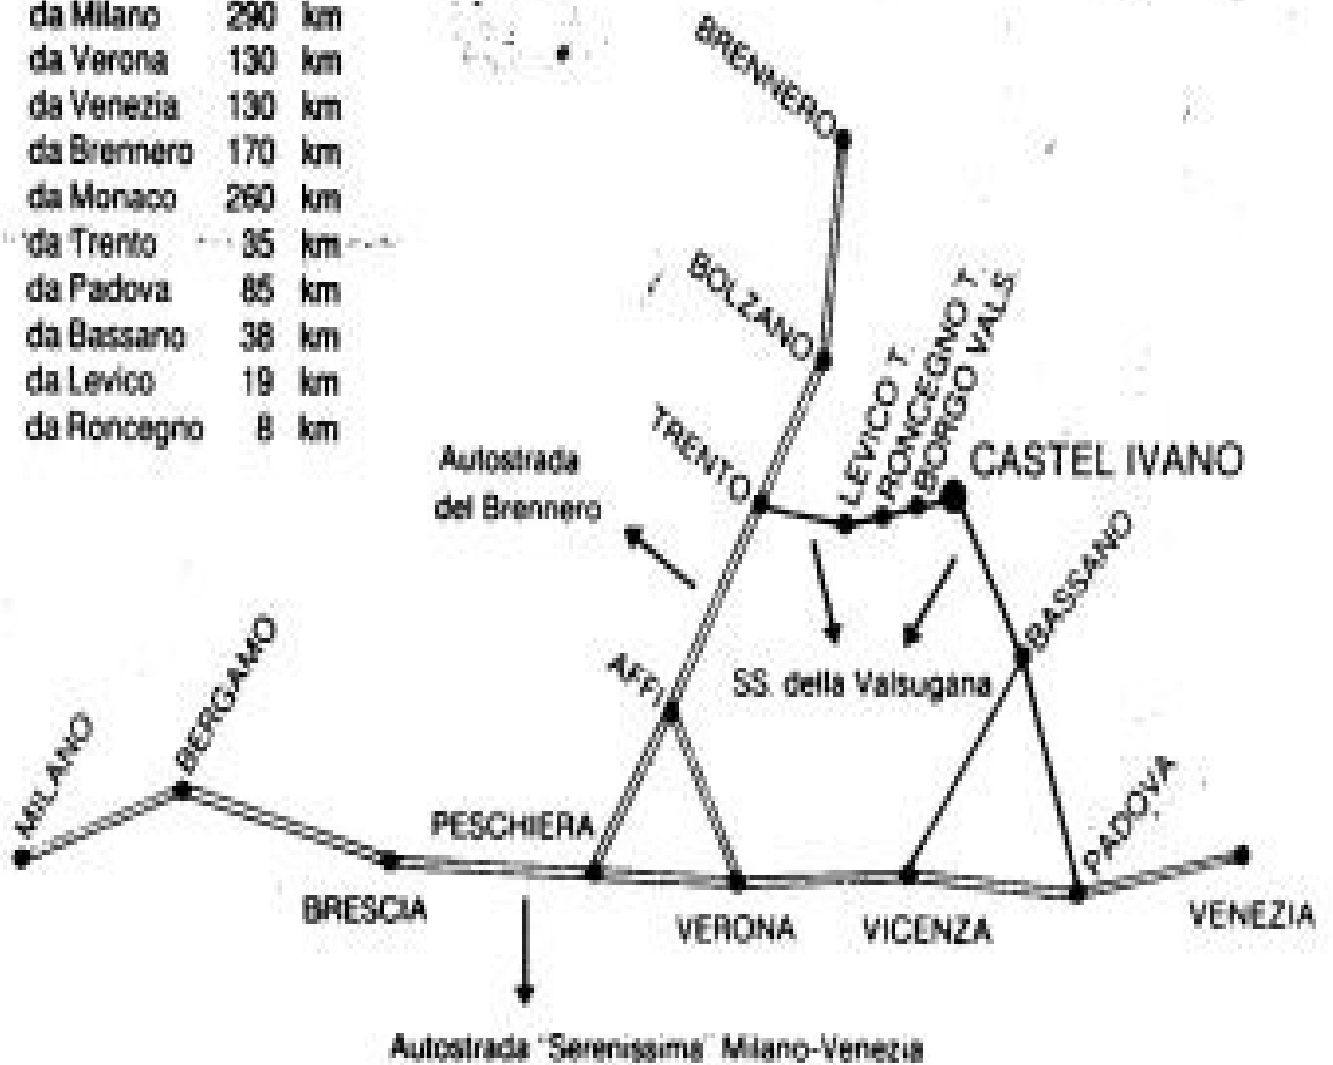 da Milano 290 km
da Verona 130 km
da Venezia 130 km
da Brennero 170 km
da Monaco 260 km
da Trento 35 km
da Padova 85 km
da Bassano 38 km
da Levico 19 km
da Roncegno 8 km
BRENNERO
BOLZANO
TRENTO
LEVICO T.
RONCEGNO T.
BORGO VALS.
CASTEL IVANO
Autostrada
del Brennero
BASSANO
AFFI
SS. della Valsugana
MILANO
BERGAMO
PESCHIERA
PADOVA
BRESCIA
VERONA
VICENZA
VENEZIA
Autostrada "Serenissima" Milano-Venezia